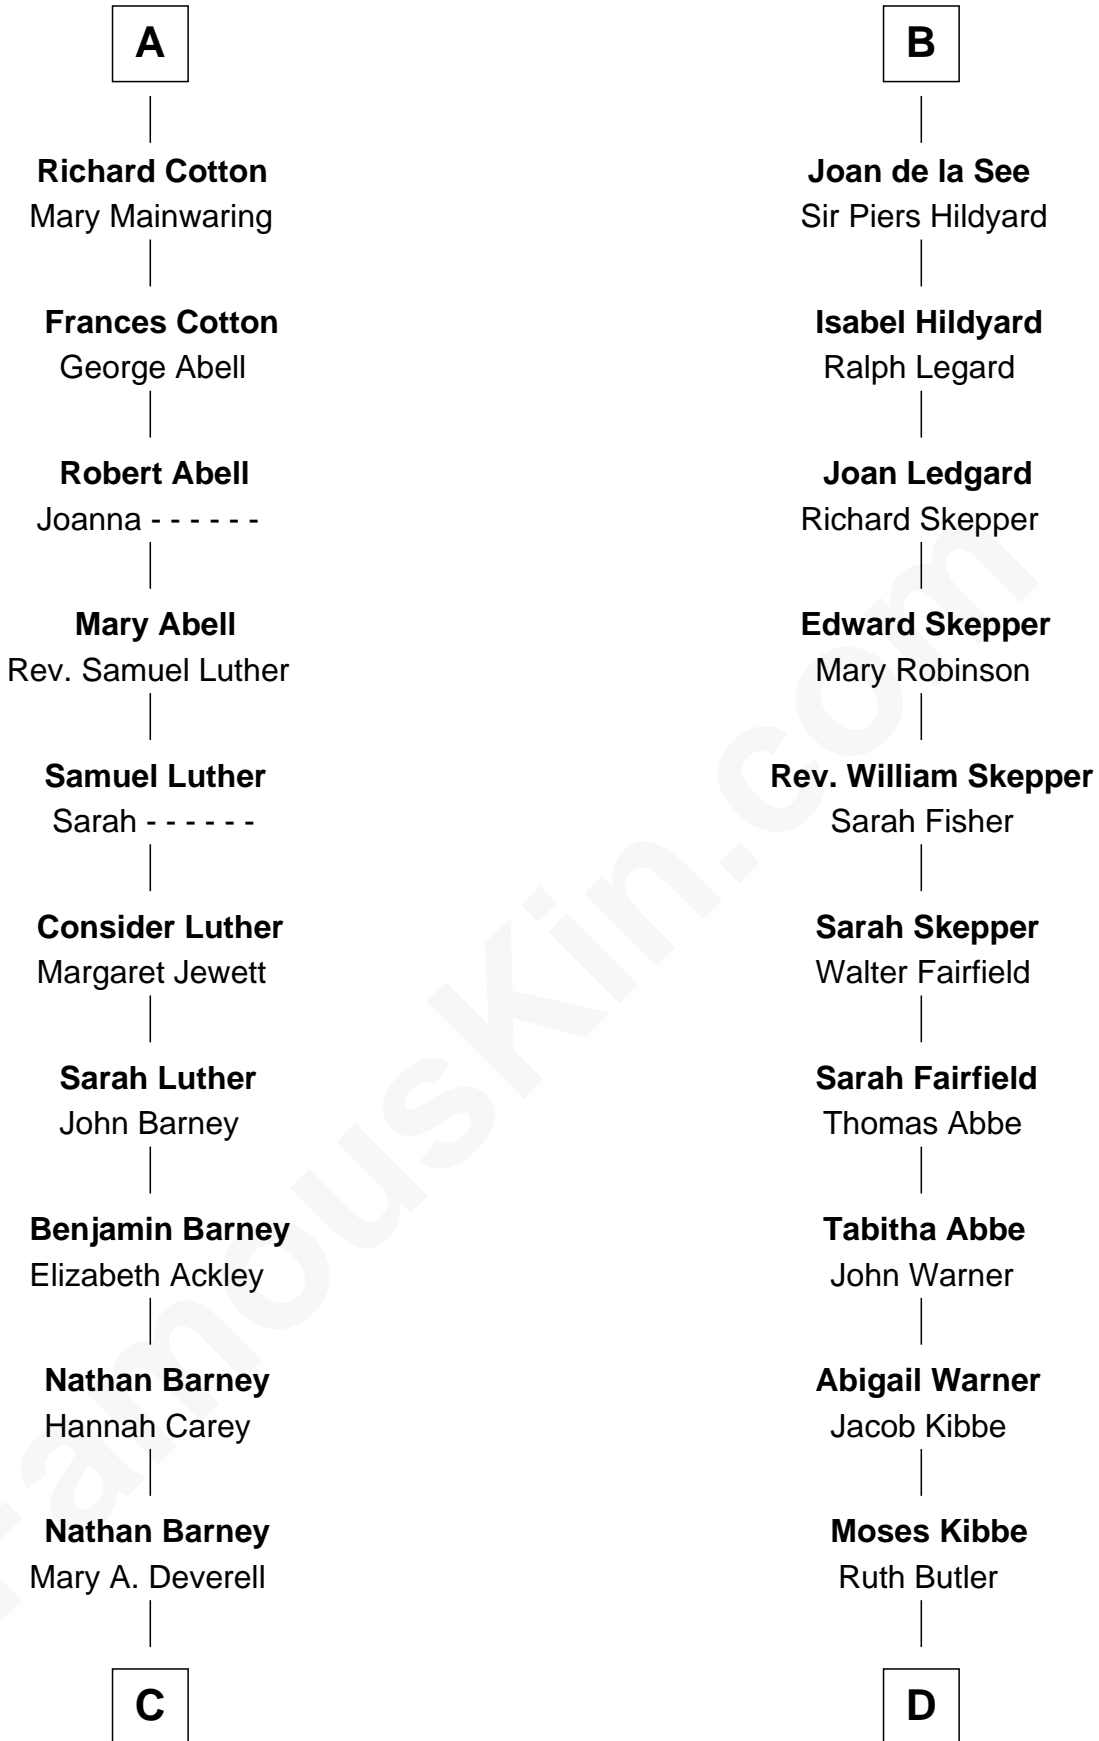 A
Richard Cotton
Mary Mainwaring
Frances Cotton
George Abell
Robert Abell
Joanna - - - - - -
Mary Abell
Rev. Samuel Luther
Samuel Luther
Sarah - - - - - -
Consider Luther
Margaret Jewett
Sarah Luther
John Barney
Benjamin Barney
Elizabeth Ackley
Nathan Barney
Hannah Carey
Nathan Barney
Mary A. Deverell
C
B
Joan de la See
Sir Piers Hildyard
Isabel Hildyard
Ralph Legard
Joan Ledgard
Richard Skepper
Edward Skepper
Mary Robinson
Rev. William Skepper
Sarah Fisher
Sarah Skepper
Walter Fairfield
Sarah Fairfield
Thomas Abbe
Tabitha Abbe
John Warner
Abigail Warner
Jacob Kibbe
Moses Kibbe
Ruth Butler
D
FamousKin.com